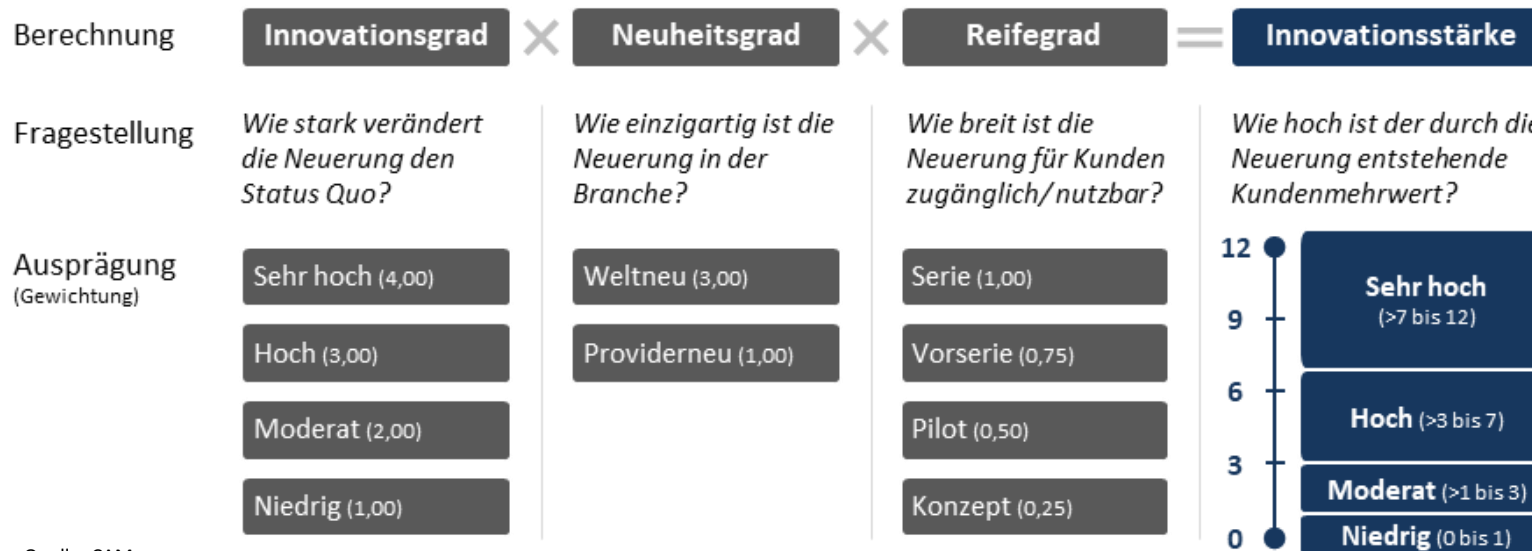 Berechnung
Innovationsgrad × Neuheitsgrad × Reifegrad = Innovationsstärke
Fragestellung
Wie stark verändert
die Neuerung den
Status Quo?
Wie einzigartig ist die
Neuerung in der
Branche?
Wie breit ist die
Neuerung für Kunden
zugänglich/nutzbar?
Wie hoch ist der durch die
Neuerung entstehende
Kundenmehrwert?
Ausprägung
(Gewichtung)
Sehr hoch (4,00)
Hoch (3,00)
Moderat (2,00)
Niedrig (1,00)
Weltneu (3,00)
Providerneu (1,00)
Serie (1,00)
Vorserie (0,75)
Pilot (0,50)
Konzept (0,25)
12
9
6
3
0
Sehr hoch
(>7 bis 12)
Hoch (>3 bis 7)
Moderat (>1 bis 3)
Niedrig (0 bis 1)